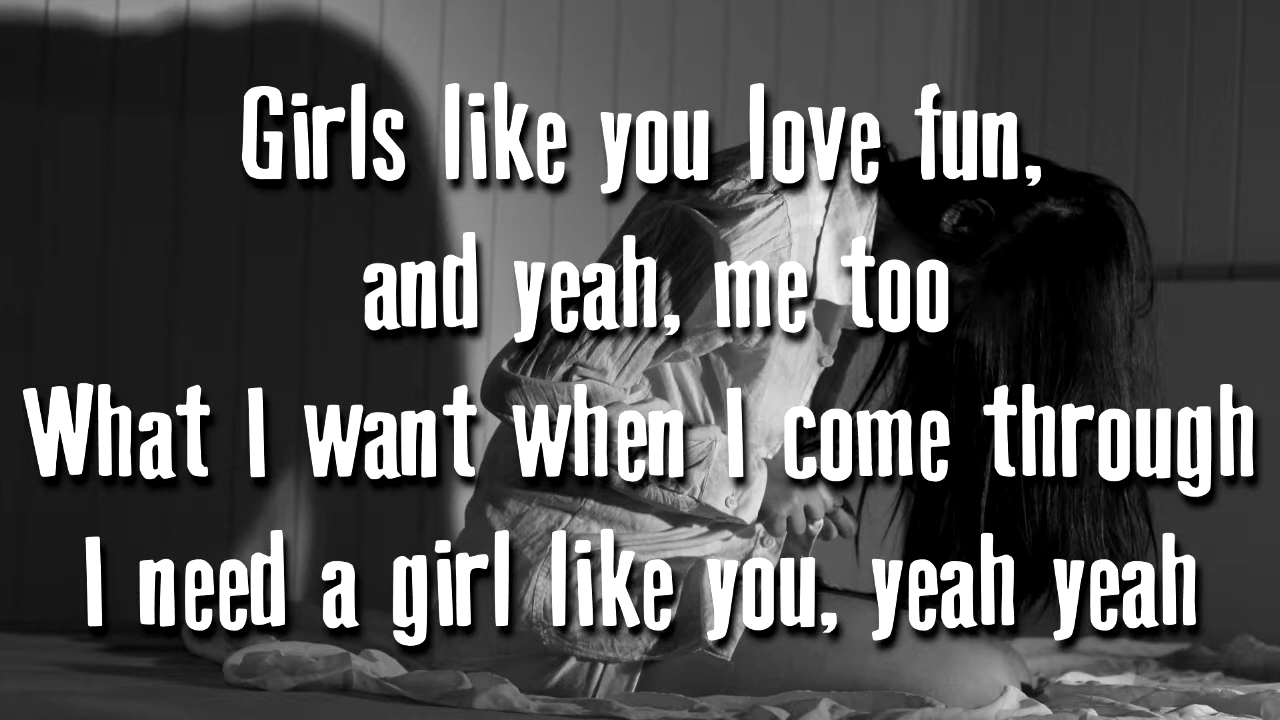 Girls like you love fun,
and yeah, me too
What I want when I come through
I need a girl like you, yeah yeah